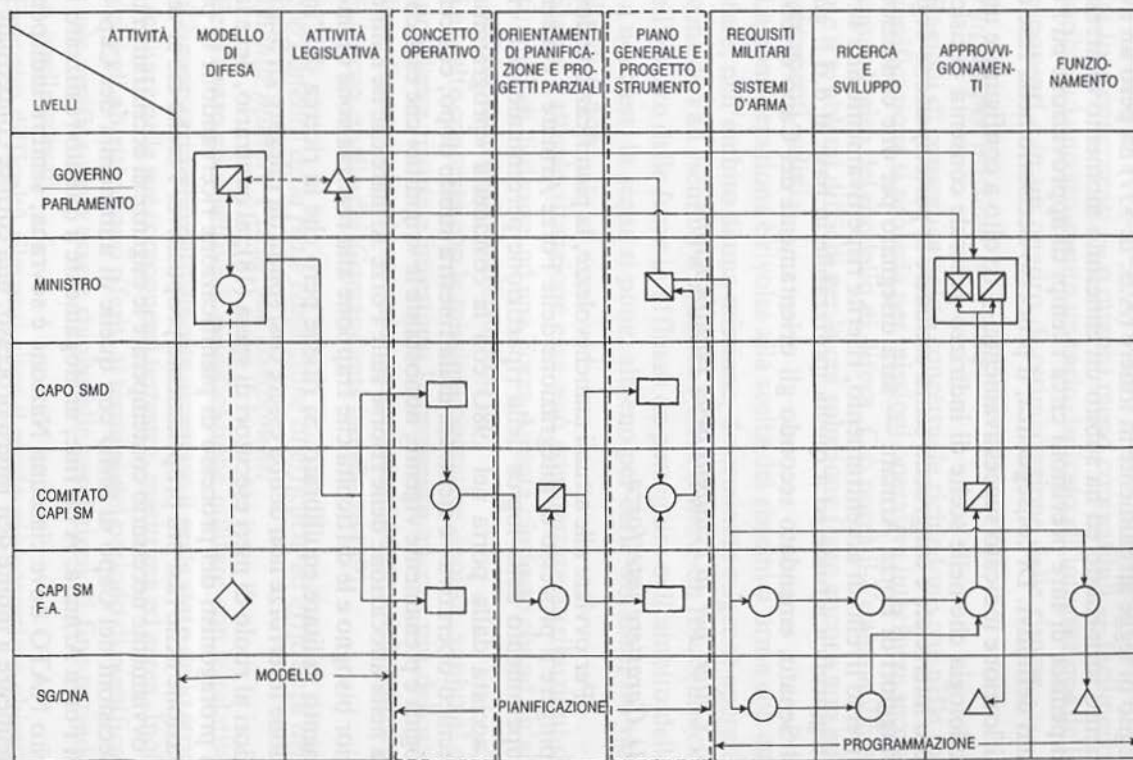 ATTIVITÀ
LIVELLI
MODELLO
DI
DIFESA
ATTIVITÀ
LEGISLATIVA
CONCETTO
OPERATIVO
ORIENTAMENTI
DI PIANIFICA-
ZIONE E PRO-
GETTI PARZIALI
PIANO
GENERALE E
PROGETTO
STRUMENTO
REQUISITI
MILITARI
SISTEMI
D'ARMA
RICERCA
E
SVILUPPO
APPROVVI-
GIONAMEN-
TI
FUNZIO-
NAMENTO
GOVERNO
PARLAMENTO
MINISTRO
CAPO SMD
COMITATO
CAPI SM
CAPI SM
F.A.
SG/DNA
MODELLO
PIANIFICAZIONE
PROGRAMMAZIONE